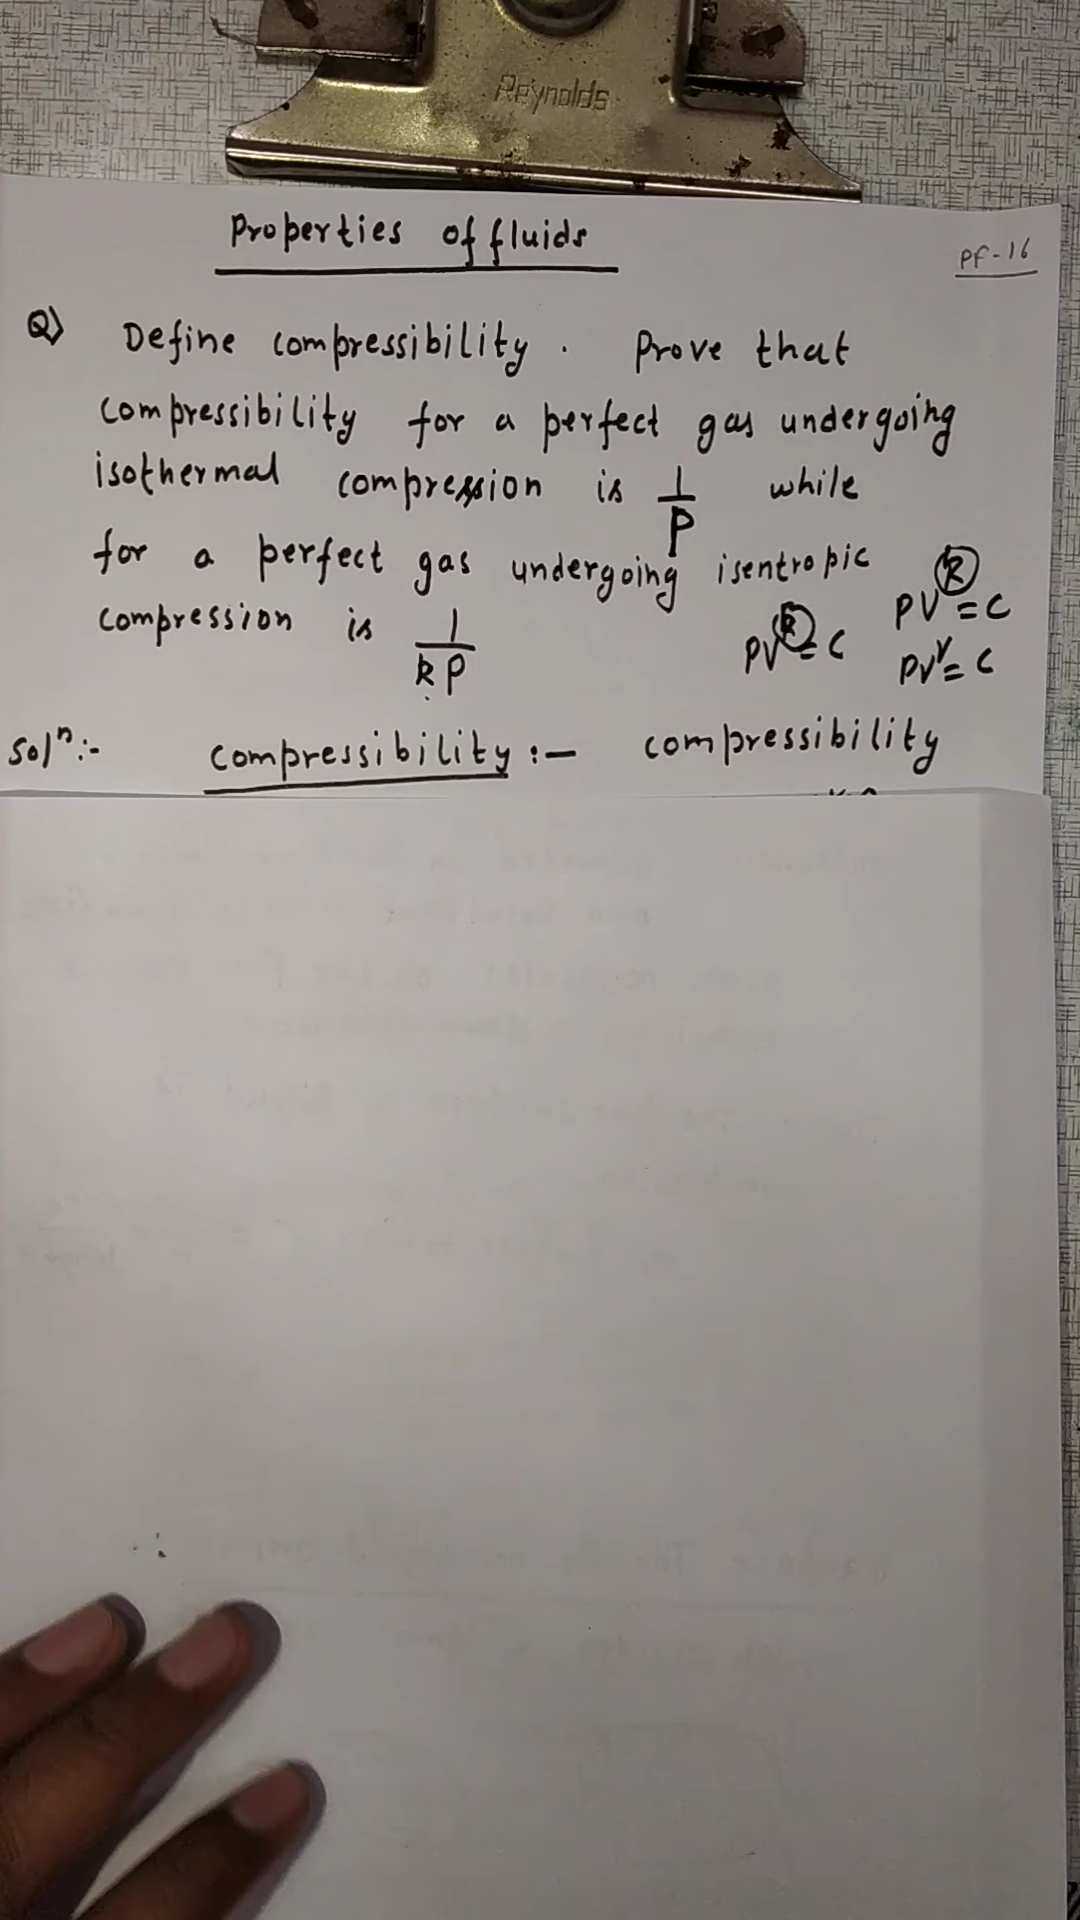 Reynolds
Properties of fluids
PF-16
Q) Define compressibility. Prove that
compressibility for a perfect gas undergoing
isothermal compression is 1/P while
for a perfect gas undergoing isentropic
compression is 1/kP
PV^k = C
PV^k = C
PV^γ = C
Solⁿ:- compressibility :- compressibility